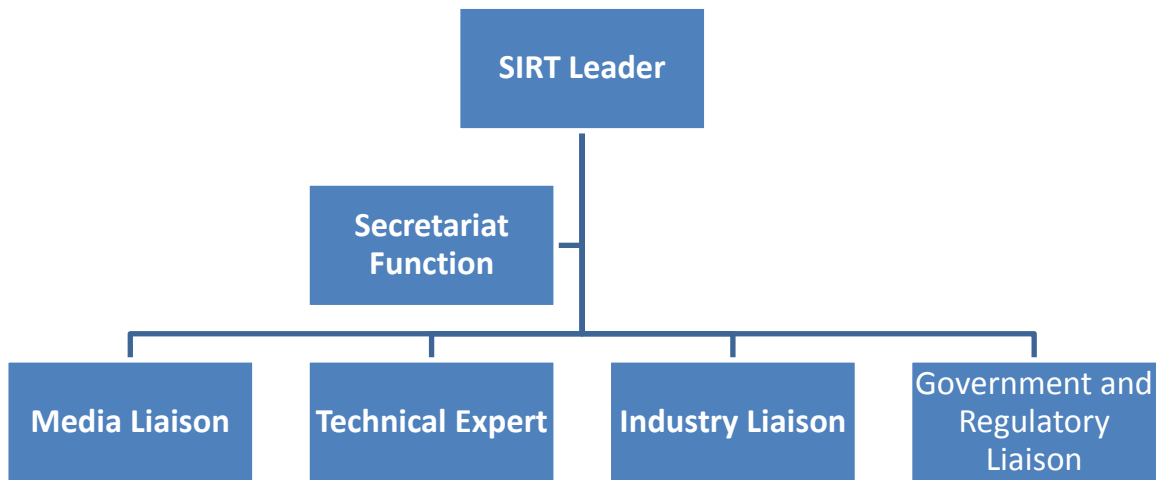 SIRT Leader
Secretariat
Function
Media Liaison
Technical Expert
Industry Liaison
Government and
Regulatory
Liaison